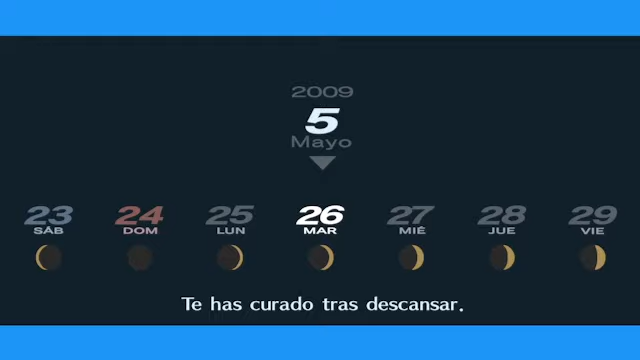 2009
5
Mayo
23 24 25 26 27 28 29
SÁB DOM LUN MAR MIÉ JUE VIE
Te has curado tras descansar.